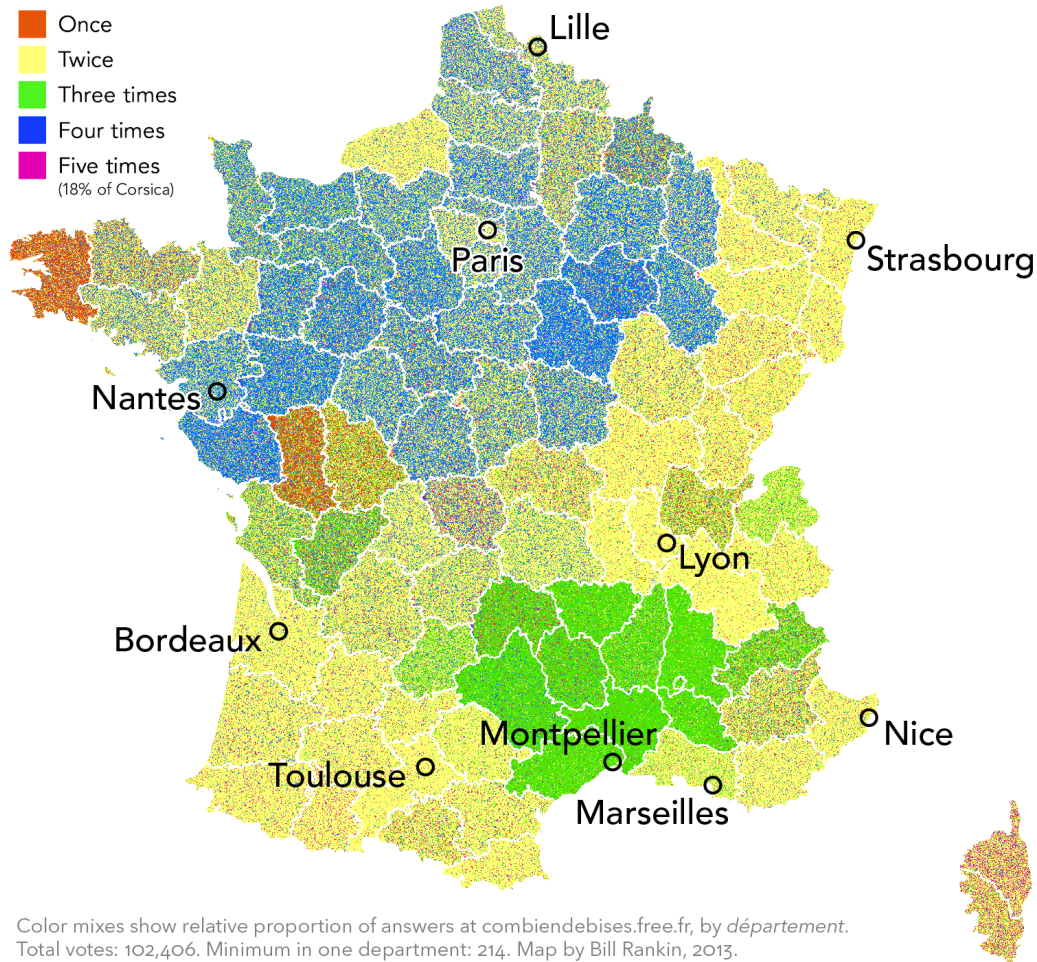 Once
Twice
Three times
Four times
Five times
(18% of Corsica)
Lille
Paris
Strasbourg
Nantes
Lyon
Bordeaux
Montpellier
Nice
Toulouse
Marseilles
Color mixes show relative proportion of answers at combiendebises.free.fr, by département.
Total votes: 102,406. Minimum in one department: 214. Map by Bill Rankin, 2013.